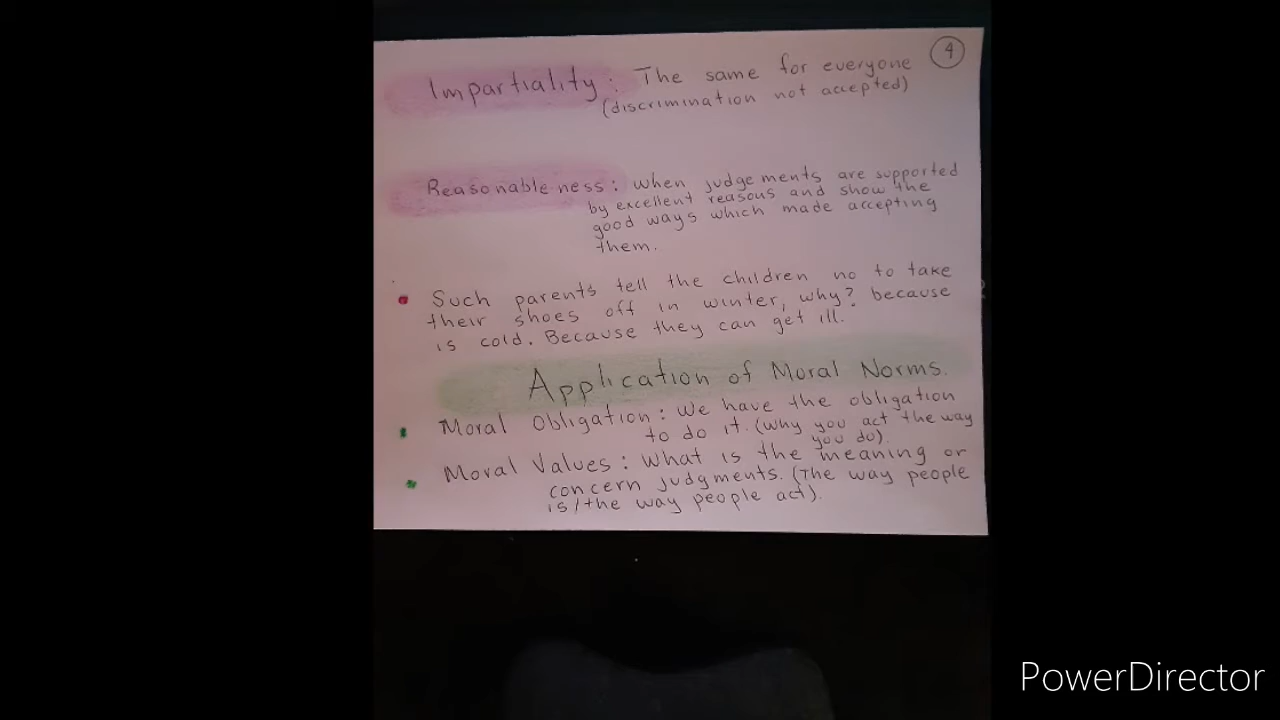 4
Impartiality: The same for everyone
(discrimination not accepted)
Reasonableness: when judgements are supported
by excellent reasons and show the
good ways which made accepting
them.
Such parents tell the children no to take
their shoes off in winter, why? because
is cold. Because they can get ill.
Application of Moral Norms.
Moral Obligation: We have the obligation
to do it. (why you act the way
you do).
Moral Values: What is the meaning or
concern judgments. (The way people
is/the way people act).
PowerDirector